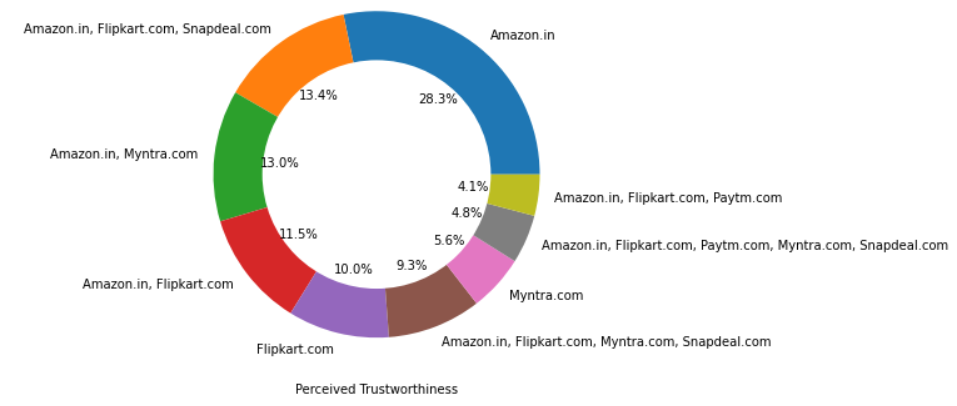 Amazon.in, Flipkart.com, Snapdeal.com
Amazon.in
13.4%
28.3%
Amazon.in, Myntra.com
13.0%
4.1%
Amazon.in, Flipkart.com, Paytm.com
4.8%
11.5%
5.6%
Amazon.in, Flipkart.com, Paytm.com, Myntra.com, Snapdeal.com
10.0%
9.3%
Amazon.in, Flipkart.com
Myntra.com
Flipkart.com
Amazon.in, Flipkart.com, Myntra.com, Snapdeal.com
Perceived Trustworthiness